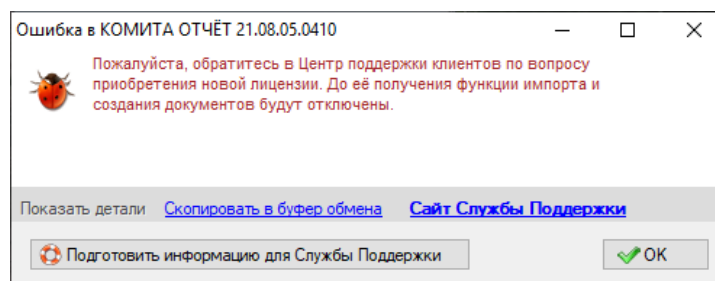 Ошибка в КОМИТА ОТЧЁТ 21.08.05.0410
Пожалуйста, обратитесь в Центр поддержки клиентов по вопросу
приобретения новой лицензии. До её получения функции импорта и
создания документов будут отключены.
Показать детали Скопировать в буфер обмена Сайт Службы Поддержки
Подготовить информацию для Службы Поддержки OK